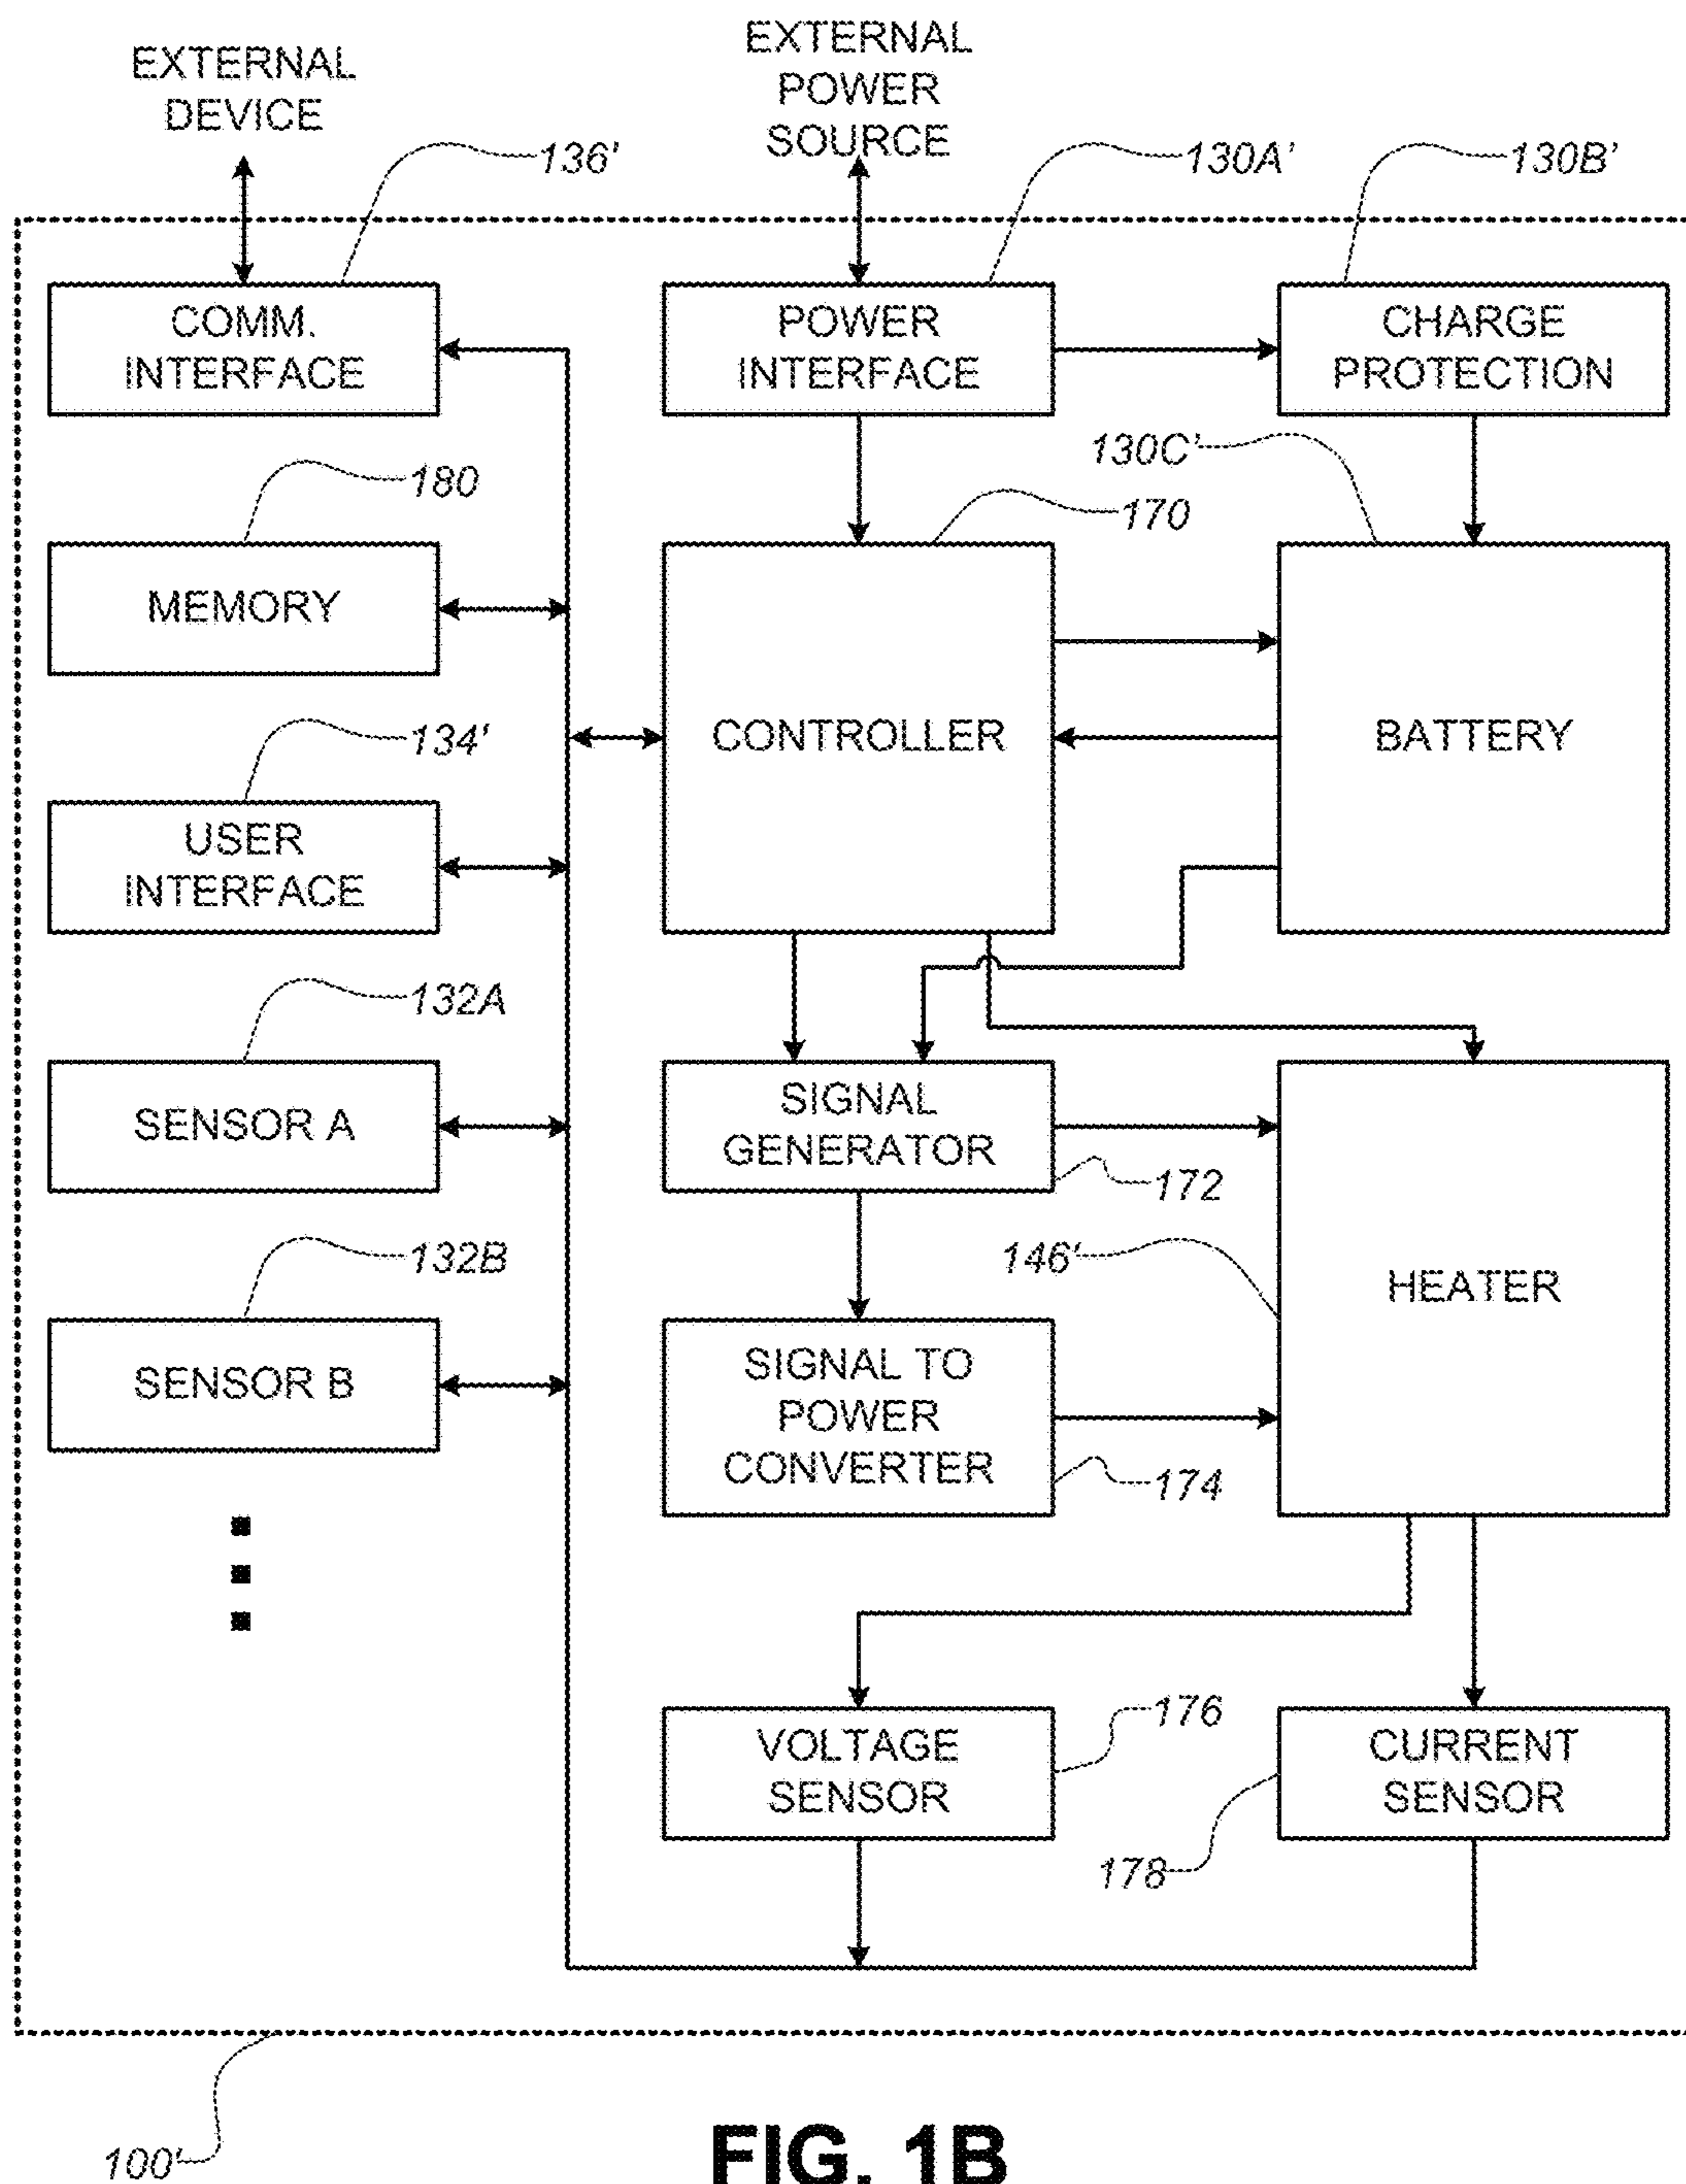 EXTERNAL
DEVICE
EXTERNAL
POWER
SOURCE
136'
130A'
130B'
COMM.
INTERFACE
POWER
INTERFACE
CHARGE
PROTECTION
130C'
180
170
MEMORY
CONTROLLER
BATTERY
134'
USER
INTERFACE
132A
SENSOR A
SIGNAL
GENERATOR
172
132B
146'
HEATER
SENSOR B
SIGNAL TO
POWER
CONVERTER
174
176
VOLTAGE
SENSOR
CURRENT
SENSOR
178
100'
FIG. 1B